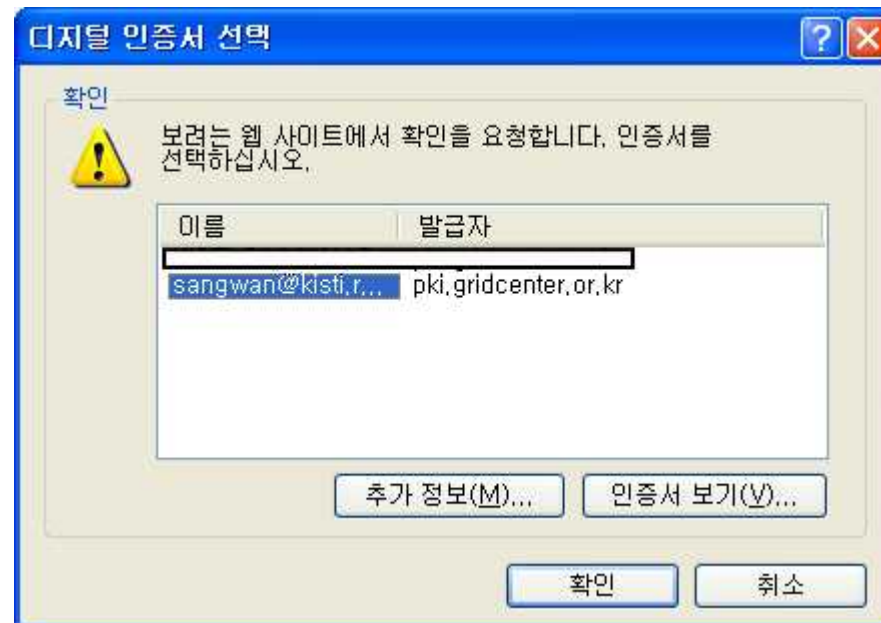 디지털 인증서 선택
확인
보려는 웹 사이트에서 확인을 요청합니다. 인증서를
선택하십시오.
이름 발급자
sangwan@kisti.r... pki.gridcenter.or.kr
추가 정보(M)... 인증서 보기(V)...
확인 취소